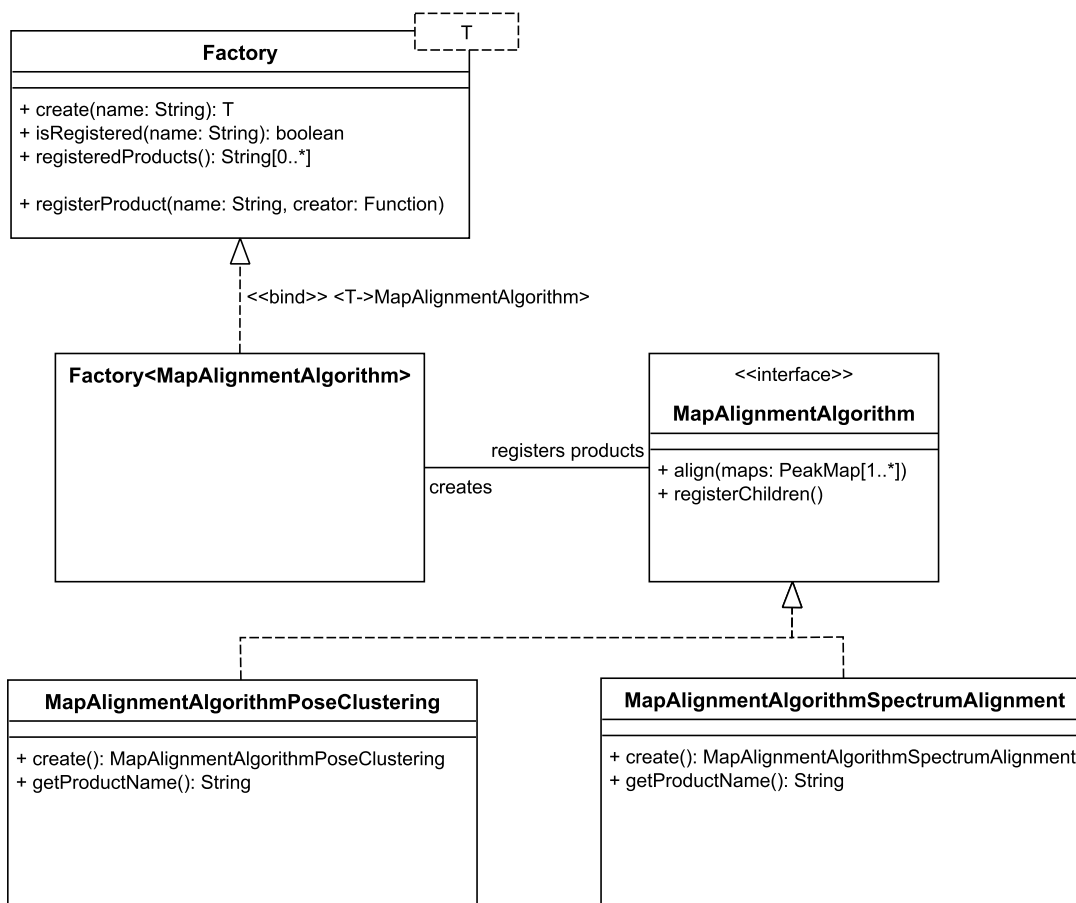 T
Factory
+ create(name: String): T
+ isRegistered(name: String): boolean
+ registeredProducts(): String[0..*]
+ registerProduct(name: String, creator: Function)
<<bind>> <T->MapAlignmentAlgorithm>
Factory<MapAlignmentAlgorithm>
<<interface>>
MapAlignmentAlgorithm
registers products
creates
+ align(maps: PeakMap[1..*])
+ registerChildren()
MapAlignmentAlgorithmPoseClustering
+ create(): MapAlignmentAlgorithmPoseClustering
+ getProductName(): String
MapAlignmentAlgorithmSpectrumAlignment
+ create(): MapAlignmentAlgorithmSpectrumAlignment
+ getProductName(): String